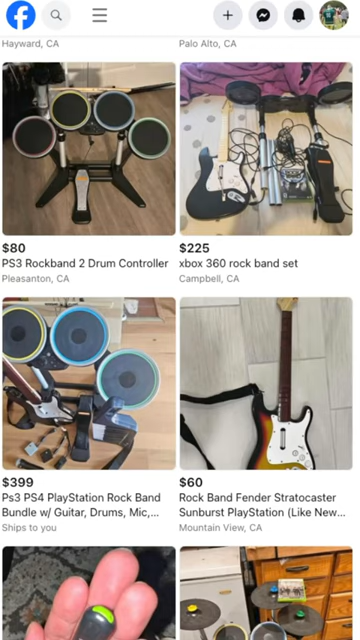 Hayward, CA
Palo Alto, CA
$80
PS3 Rockband 2 Drum Controller
Pleasanton, CA
$225
xbox 360 rock band set
Campbell, CA
$399
Ps3 PS4 PlayStation Rock Band
Bundle w/ Guitar, Drums, Mic,...
Ships to you
$60
Rock Band Fender Stratocaster
Sunburst PlayStation (Like New...
Mountain View, CA